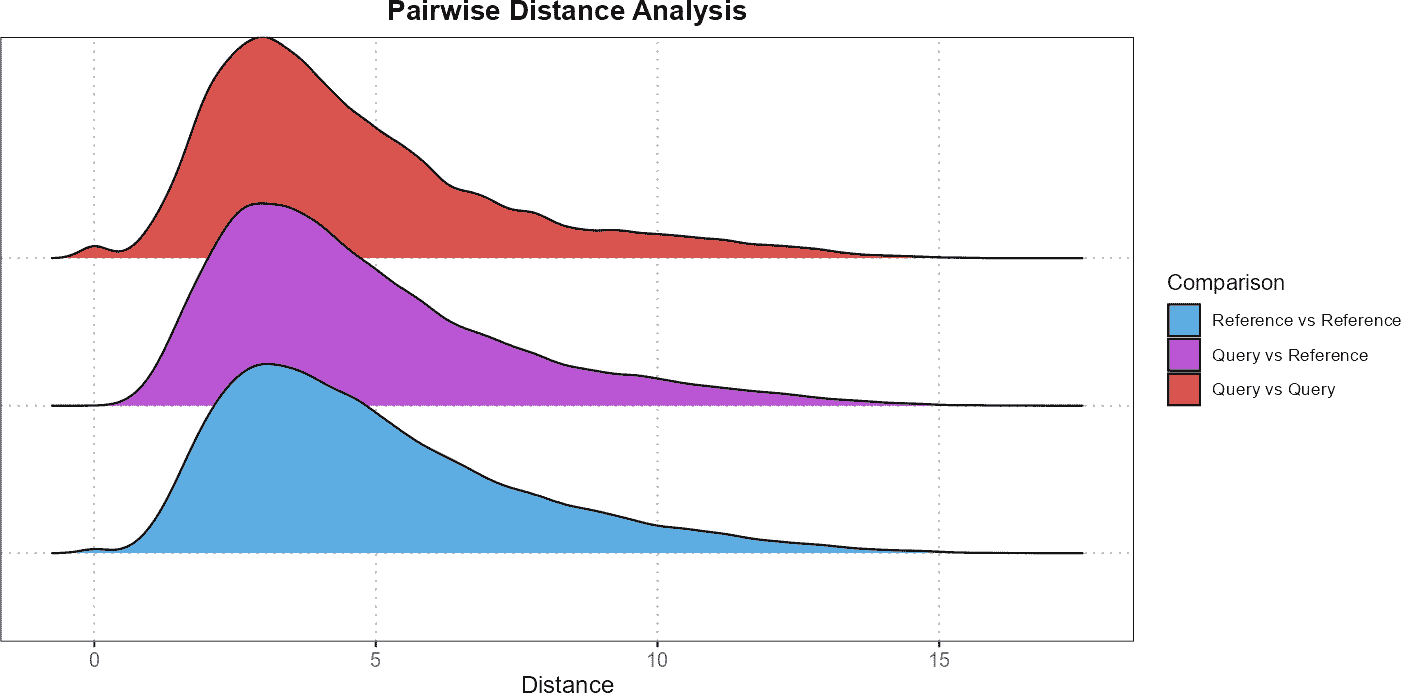 Pairwise Distance Analysis
Comparison
Reference vs Reference
Query vs Reference
Query vs Query
0 5 10 15
Distance